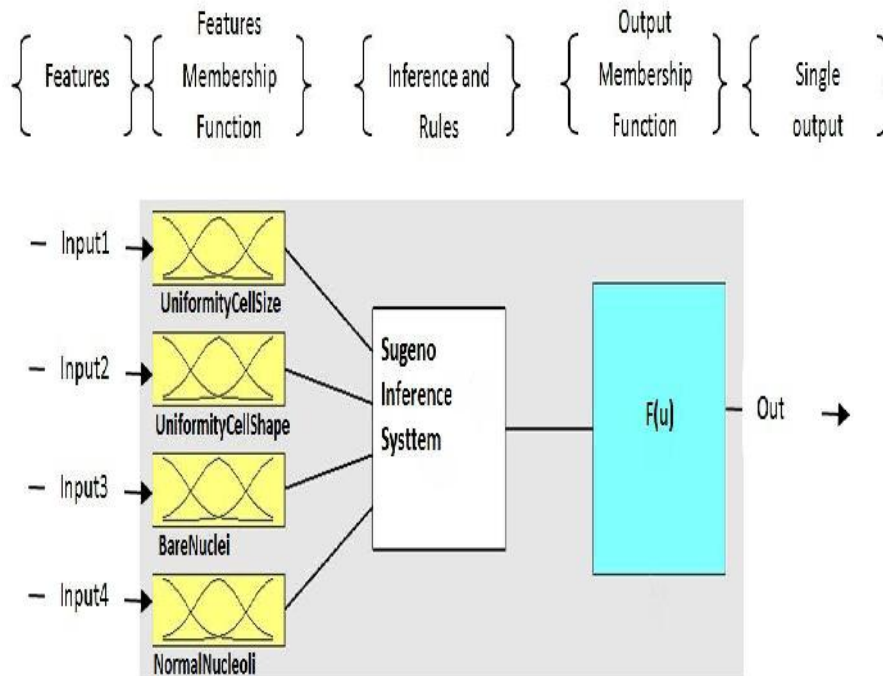 Features
Features
Membership
Function
Inference and
Rules
Output
Membership
Function
Single
output
Input1
UniformityCellSize
Input2
UniformityCellShape
Input3
BareNuclei
Input4
NormalNucleoli
Sugeno
Inference
Systtem
F(u)
Out